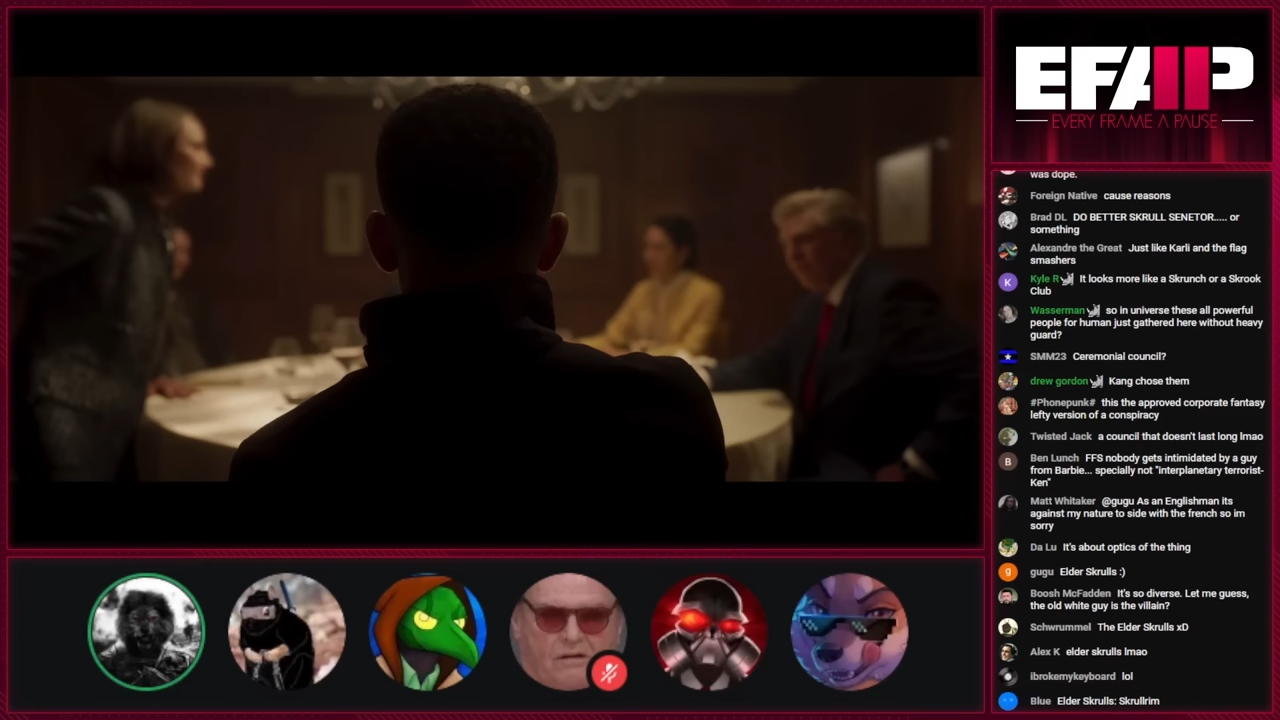 EFAP
EVERY FRAME A PAUSE
was dope.
Foreign Native cause reasons
Brad DL DO BETTER SKRULL SENETOR..... or
something
Alexandre the Great Just like Karli and the flag
smashers
K
Kyle R It looks more like a Skrunch or a Skrook
Club
Wasserman so in universe these all powerful
people for human just gathered here without heavy
guard?
SMM23 Ceremonial council?
drew gordon Kang chose them
#Phonepunk# this the approved corporate fantasy
lefty version of a conspiracy
Twisted Jack a council that doesn't last long lmao
B
Ben Lunch FFS nobody gets intimidated by a guy
from Barbie... specially not "interplanetary terrorist-
Ken"
Matt Whitaker @gugu As an Englishman its
against my nature to side with the french so im
sorry
Da Lu It's about optics of the thing
g
gugu Elder Skrulls :)
Boosh McFadden It's so diverse. Let me guess,
the old white guy is the villain?
Schwrummel The Elder Skrulls xD
Alex K elder skrulls lmao
ibrokemykeyboard lol
Blue Elder Skrulls: Skrullrim